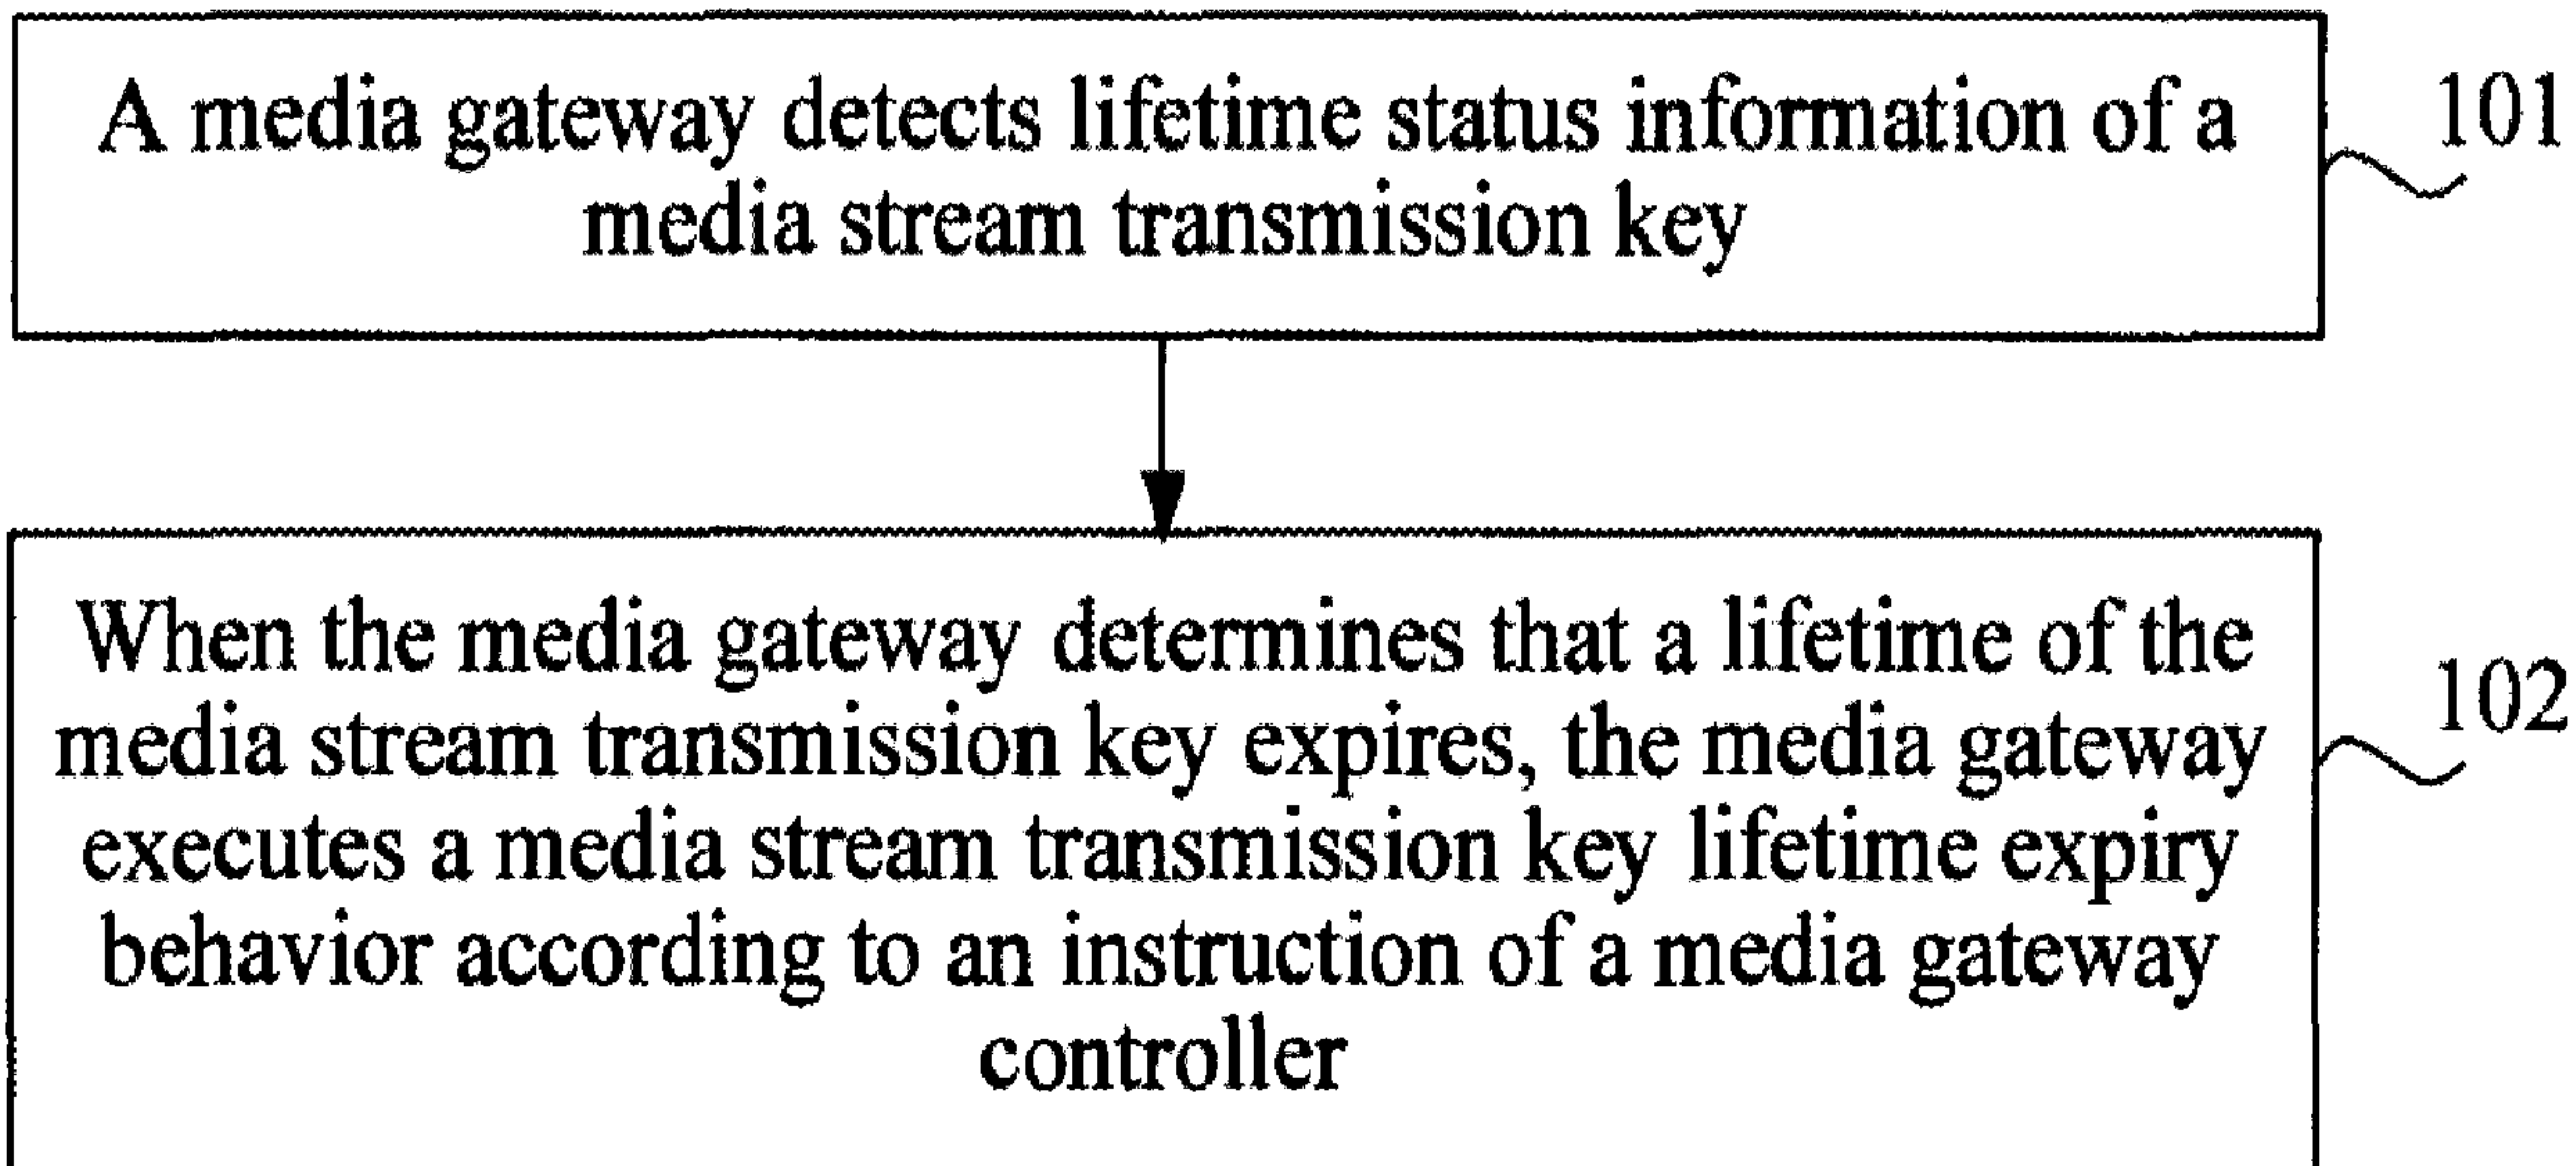 A media gateway detects lifetime status information of a
media stream transmission key
101
When the media gateway determines that a lifetime of the
media stream transmission key expires, the media gateway
executes a media stream transmission key lifetime expiry
behavior according to an instruction of a media gateway
controller
102